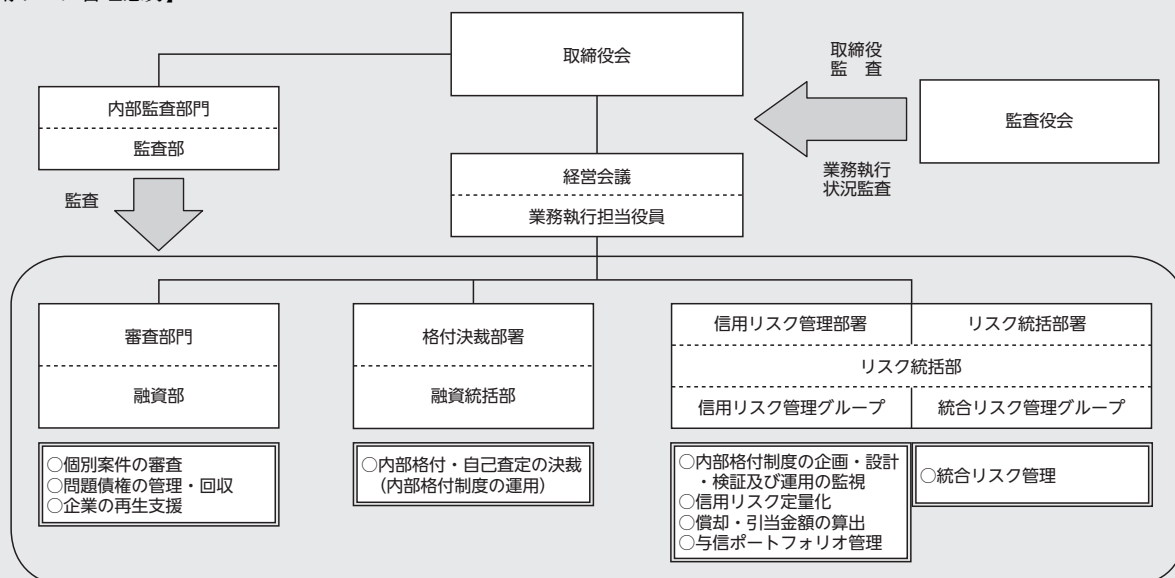 取締役会
取締役
監　査
内部監査部門
監査部
監査役会
経営会議
業務執行担当役員
業務執行
状況監査
監査
審査部門
融資部
格付決裁部署
融資統括部
信用リスク管理部署
リスク統括部署
リスク統括部
信用リスク管理グループ
統合リスク管理グループ
○個別案件の審査
○問題債権の管理・回収
○企業の再生支援
○内部格付・自己査定の決裁
(内部格付制度の運用)
○内部格付制度の企画・設計
・検証及び運用の監視
○信用リスク定量化
○償却・引当金額の算出
○与信ポートフォリオ管理
○統合リスク管理